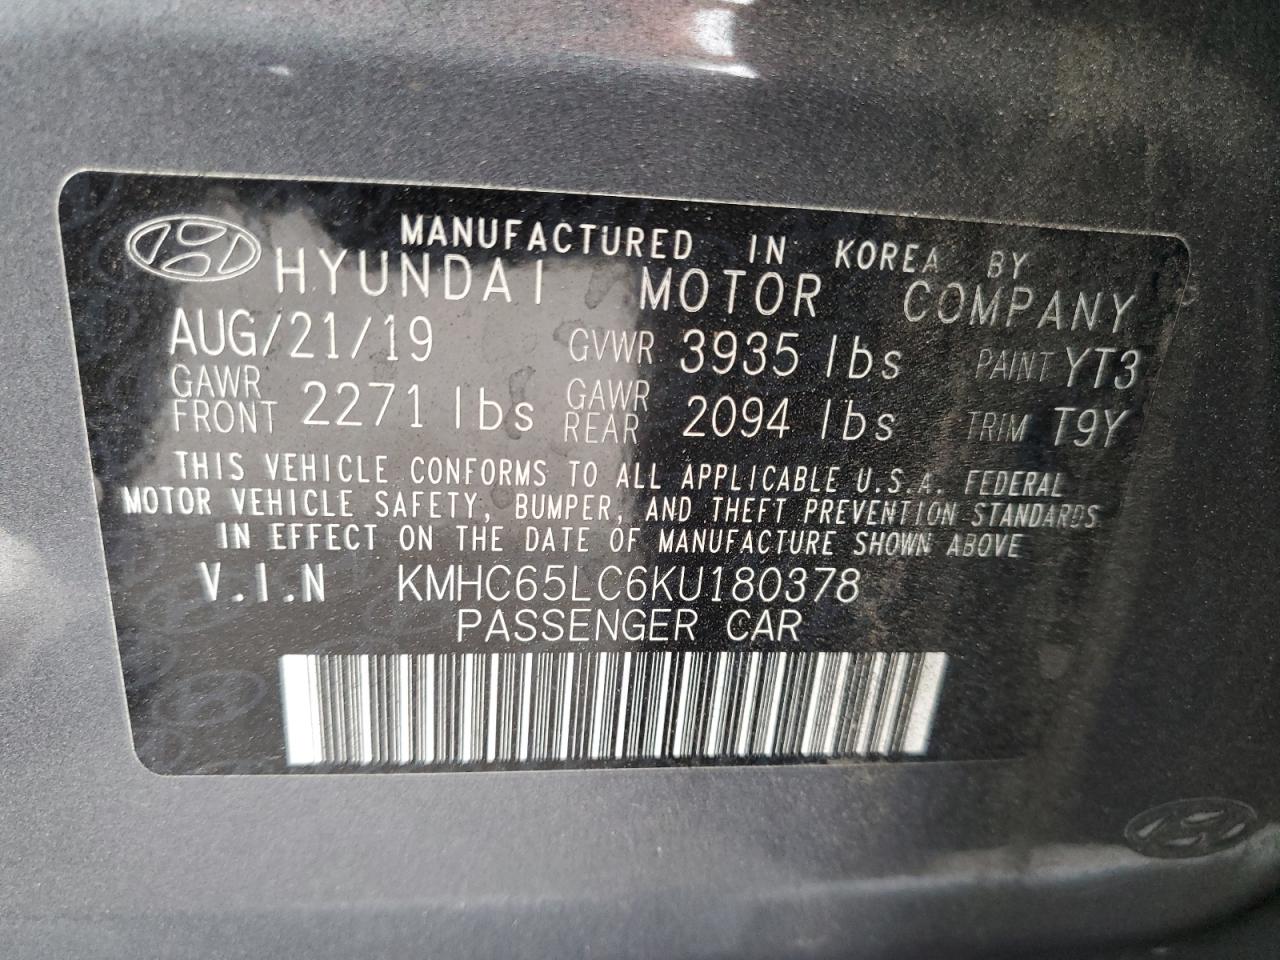 MANUFACTURED IN KOREA BY
HYUNDAI MOTOR COMPANY
AUG/21/19 GVWR 3935 lbs PAINT YT3
GAWR FRONT 2271 lbs GAWR REAR 2094 lbs TRIM T9Y
THIS VEHICLE CONFORMS TO ALL APPLICABLE U.S.A. FEDERAL
MOTOR VEHICLE SAFETY, BUMPER, AND THEFT PREVENTION STANDARDS
IN EFFECT ON THE DATE OF MANUFACTURE SHOWN ABOVE
V.I.N KMHC65LC6KU180378
PASSENGER CAR